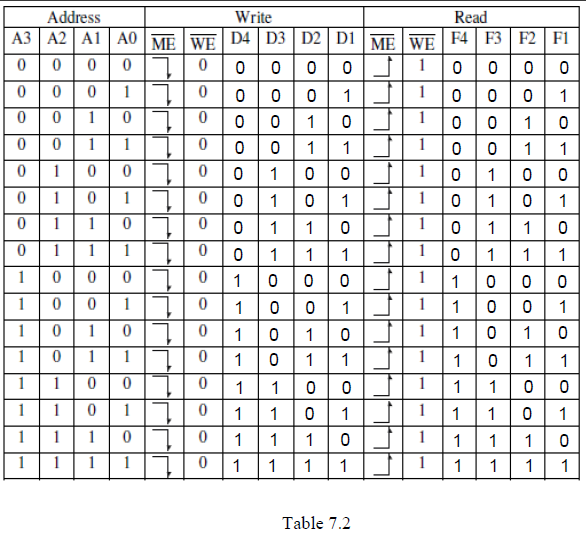 Address Write Read
A3 A2 A1 A0 ME WE D4 D3 D2 D1 ME WE F4 F3 F2 F1
0 0 0 0 0 0 0 0 0 1 0 0 0 0
0 0 0 1 0 0 0 0 1 1 0 0 0 1
0 0 1 0 0 0 0 1 0 1 0 0 1 0
0 0 1 1 0 0 0 1 1 1 0 0 1 1
0 1 0 0 0 0 1 0 0 1 0 1 0 0
0 1 0 1 0 0 1 0 1 1 0 1 0 1
0 1 1 0 0 0 1 1 0 1 0 1 1 0
0 1 1 1 0 0 1 1 1 1 0 1 1 1
1 0 0 0 0 1 0 0 0 1 1 0 0 0
1 0 0 1 0 1 0 0 1 1 1 0 0 1
1 0 1 0 0 1 0 1 0 1 1 0 1 0
1 0 1 1 0 1 0 1 1 1 1 0 1 1
1 1 0 0 0 1 1 0 0 1 1 1 0 0
1 1 0 1 0 1 1 0 1 1 1 1 0 1
1 1 1 0 0 1 1 1 0 1 1 1 1 0
1 1 1 1 0 1 1 1 1 1 1 1 1 1
Table 7.2